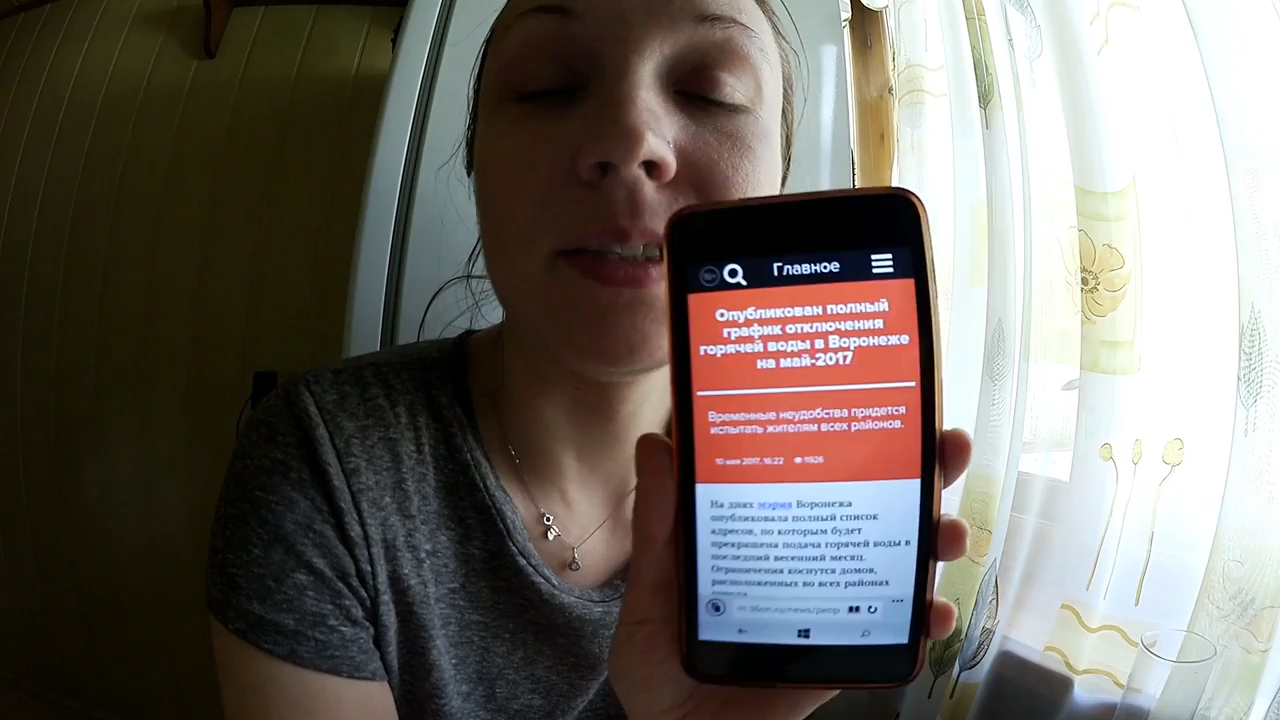 Главное
Опубликован полный
график отключения
горячей воды в Воронеже
на май-2017
Временные неудобства придется
испытать жителям всех районов.
10 мая 2017, 16:22 1926
На днях мэрия Воронежа
опубликовала полный список
адресов, по которым будет
прекращена подача горячей воды в
последний весенний месяц.
Ограничения коснутся домов,
расположенных во всех районах